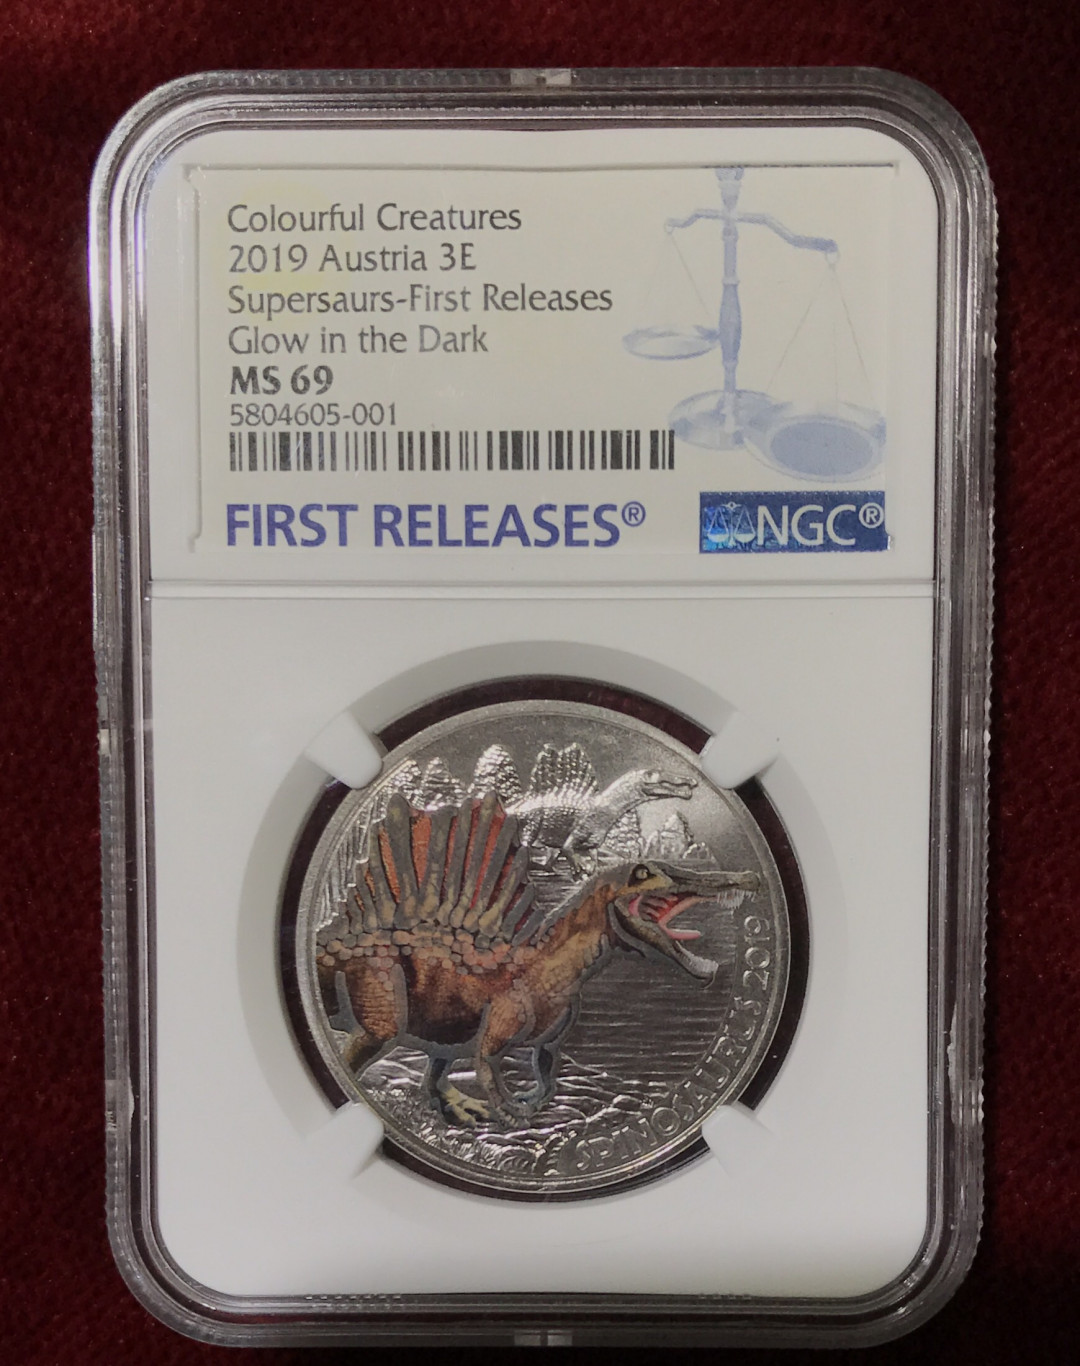 Colourful Creatures
2019 Austria 3E
Supersaurs-First Releases
Glow in the Dark
MS 69
5804605-001
FIRST RELEASES®
NGC®
SPINOSAURUS 2019